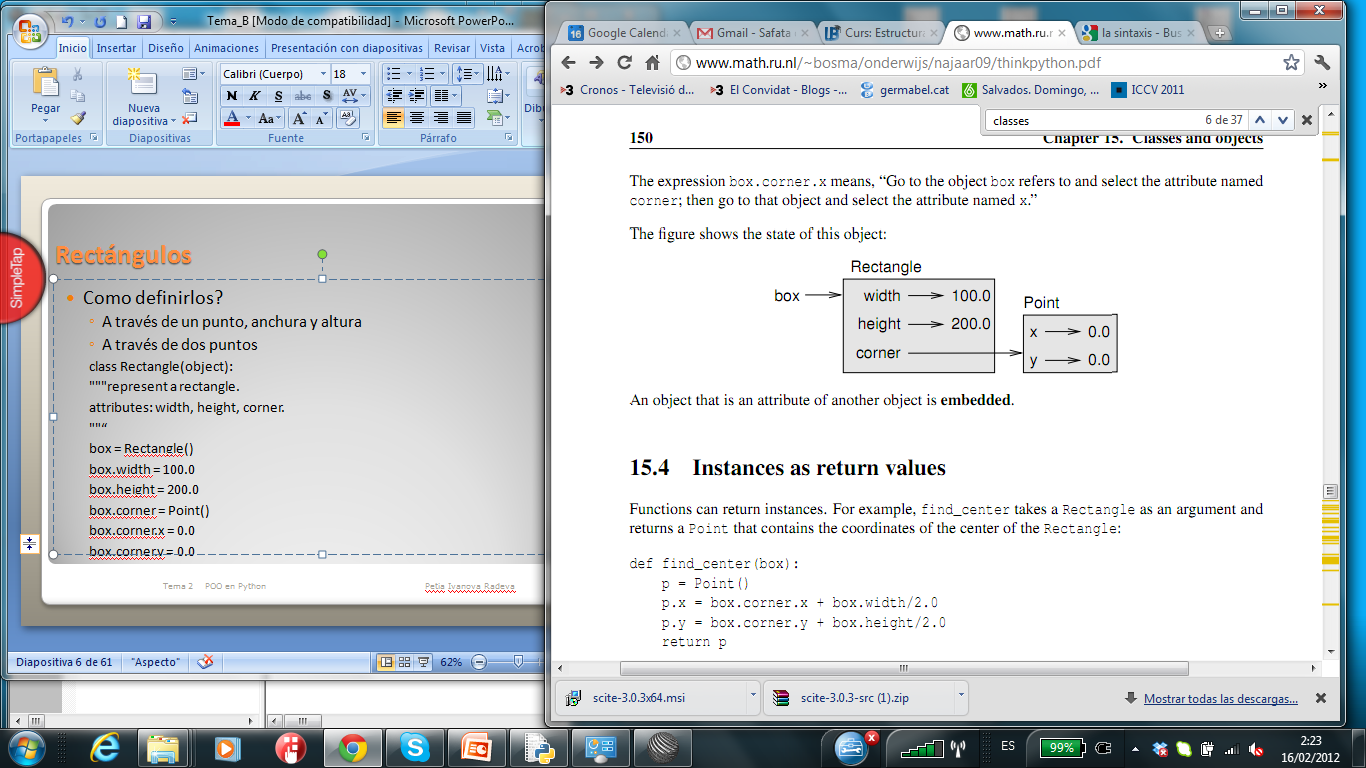 Tema_B [Modo de compatibilidad] - Microsoft PowerPo...
Inicio Insertar Diseño Animaciones Presentación con diapositivas Revisar Vista Acrob
Pegar
Nueva
diapositiva
Calibri (Cuerpo) 18
N K S abc S AV
A Aa A A
Dibu
Portapapeles Diapositivas Fuente Párrafo
SimpleTap
Rectángulos
Como definirlos?
A través de un punto, anchura y altura
A través de dos puntos
class Rectangle(object):
"""represent a rectangle.
attributes: width, height, corner.
""“
box = Rectangle()
box.width = 100.0
box.height = 200.0
box.corner = Point()
box.corner.x = 0.0
box.corner.y = 0.0
Tema 2 POO en Python Petia Ivanova Radeva
Diapositiva 6 de 61 "Aspecto" 62%
16 Google Calend
Gmail - Safata
Curs: Estructura
www.math.ru.n
la sintaxis - Bus
www.math.ru.nl/~bosma/onderwijs/najaar09/thinkpython.pdf
Cronos - Televisió d... El Convidat - Blogs -... germabel.cat Salvados. Domingo, ... ICCV 2011 »
classes 6 de 37
150 Chapter 15. Classes and objects
The expression box.corner.x means, “Go to the object box refers to and select the attribute named
corner; then go to that object and select the attribute named x.”
The figure shows the state of this object:
Rectangle
box
width 100.0
height 200.0
corner
Point
x 0.0
y 0.0
An object that is an attribute of another object is embedded.
15.4 Instances as return values
Functions can return instances. For example, find_center takes a Rectangle as an argument and
returns a Point that contains the coordinates of the center of the Rectangle:
def find_center(box):
    p = Point()
    p.x = box.corner.x + box.width/2.0
    p.y = box.corner.y + box.height/2.0
    return p
scite-3.0.3x64.msi
scite-3.0.3-src (1).zip
Mostrar todas las descargas...
ES
99%
2:23
16/02/2012